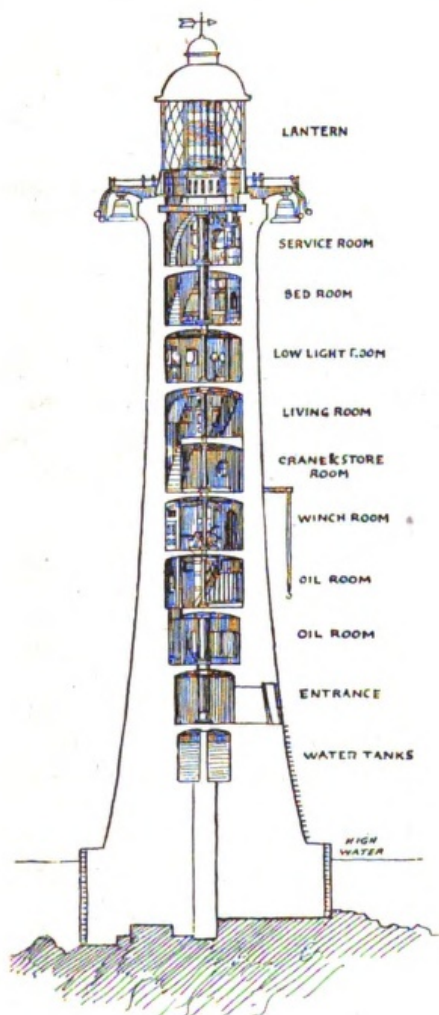 LANTERN
SERVICE ROOM
BED ROOM
LOW LIGHT ROOM
LIVING ROOM
CRANE & STORE
ROOM
WINCH ROOM
OIL ROOM
OIL ROOM
ENTRANCE
WATER TANKS
HIGH
WATER